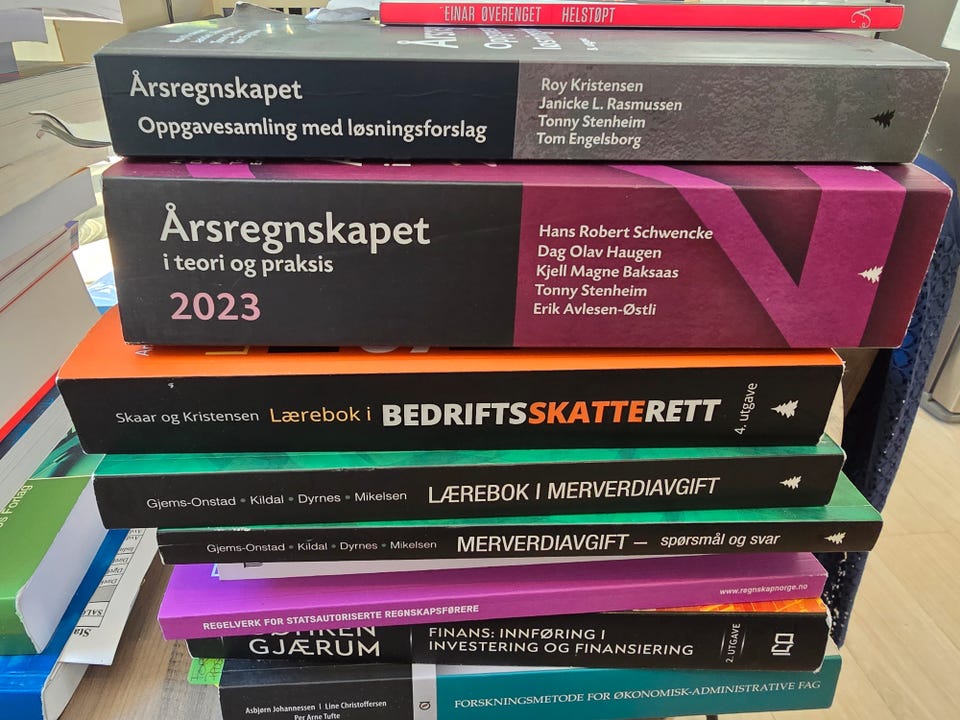 EINAR ØVERENGET HELSTØPT
Årsregnskapet
Oppgavesamling med løsningsforslag
Roy Kristensen
Janicke L. Rasmussen
Tonny Stenheim
Tom Engelsborg
Årsregnskapet
i teori og praksis
2023
Hans Robert Schwencke
Dag Olav Haugen
Kjell Magne Baksaas
Tonny Stenheim
Erik Avlesen-Østli
Skaar og Kristensen Lærebok i BEDRIFTSSKATTERETT 4. utgave
Gjems-Onstad • Kildal • Dyrnes • Mikelsen LÆREBOK I MERVERDIAVGIFT
Gjems-Onstad • Kildal • Dyrnes • Mikelsen MERVERDIAVGIFT – spørsmål og svar
REGELVERK FOR STATSAUTORISERTE REGNSKAPSFØRERE www.regnskapnorge.no
GJÆRUM
FINANS: INNFØRING I
INVESTERING OG FINANSIERING
2. UTGAVE
Asbjørn Johannessen | Line Christoffersen
Per Arne Tufte
FORSKNINGSMETODE FOR ØKONOMISK-ADMINISTRATIVE FAG
Forlag